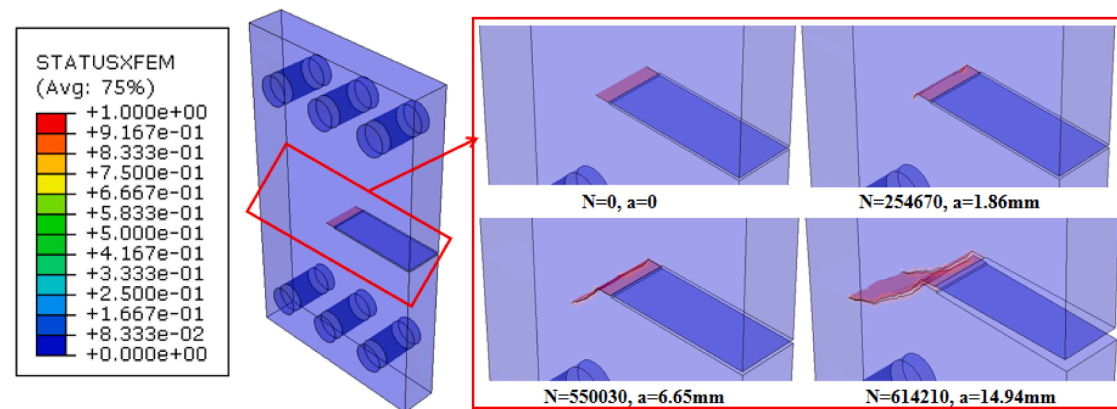 STATUSXFEM
(Avg: 75%)
+1.000e+00
+9.167e-01
+8.333e-01
+7.500e-01
+6.667e-01
+5.833e-01
+5.000e-01
+4.167e-01
+3.333e-01
+2.500e-01
+1.667e-01
+8.333e-02
+0.000e+00
N=0, a=0
N=254670, a=1.86mm
N=550030, a=6.65mm
N=614210, a=14.94mm